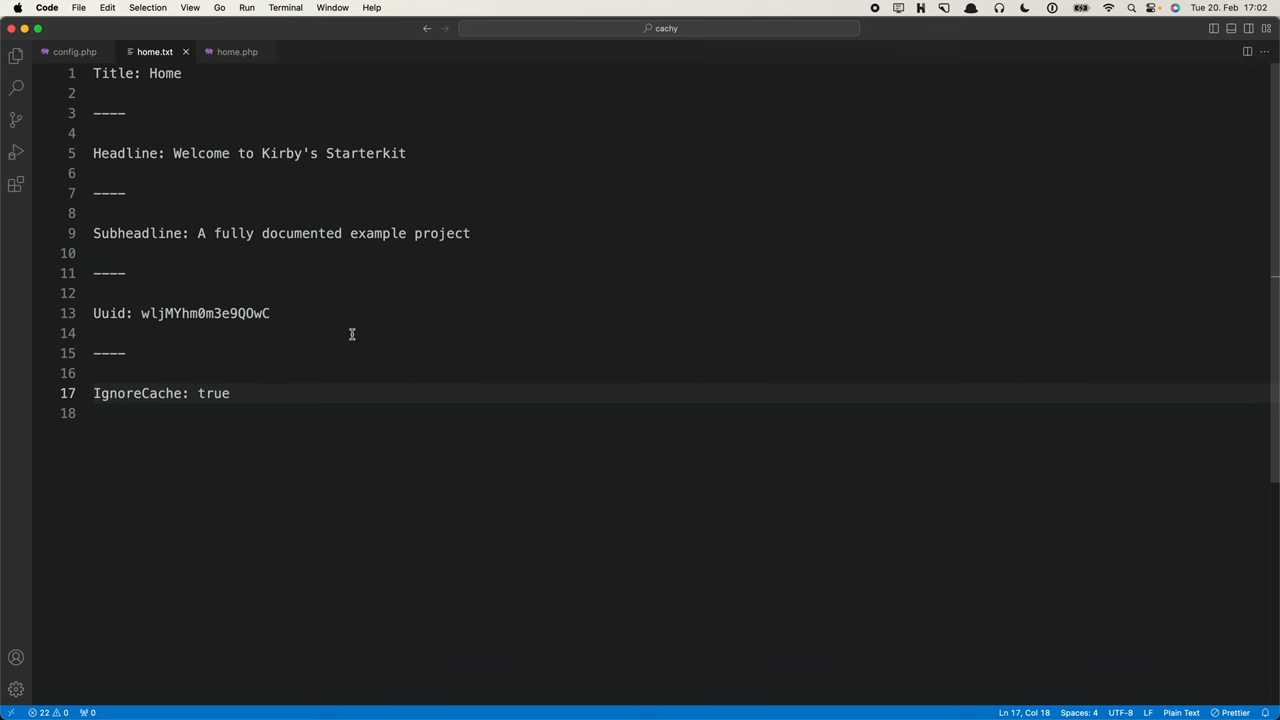 Code File Edit Selection View Go Run Terminal Window Help Tue 20. Feb 17:02
cachy
config.php home.txt home.php
1 Title: Home
2
3 ----
4
5 Headline: Welcome to Kirby's Starterkit
6
7 ----
8
9 Subheadline: A fully documented example project
10
11 ----
12
13 Uuid: wljMYhm0m3e9QOwC
14
15 ----
16
17 IgnoreCache: true
18
22 0 0 Ln 17, Col 18 Spaces: 4 UTF-8 LF Plain Text Prettier